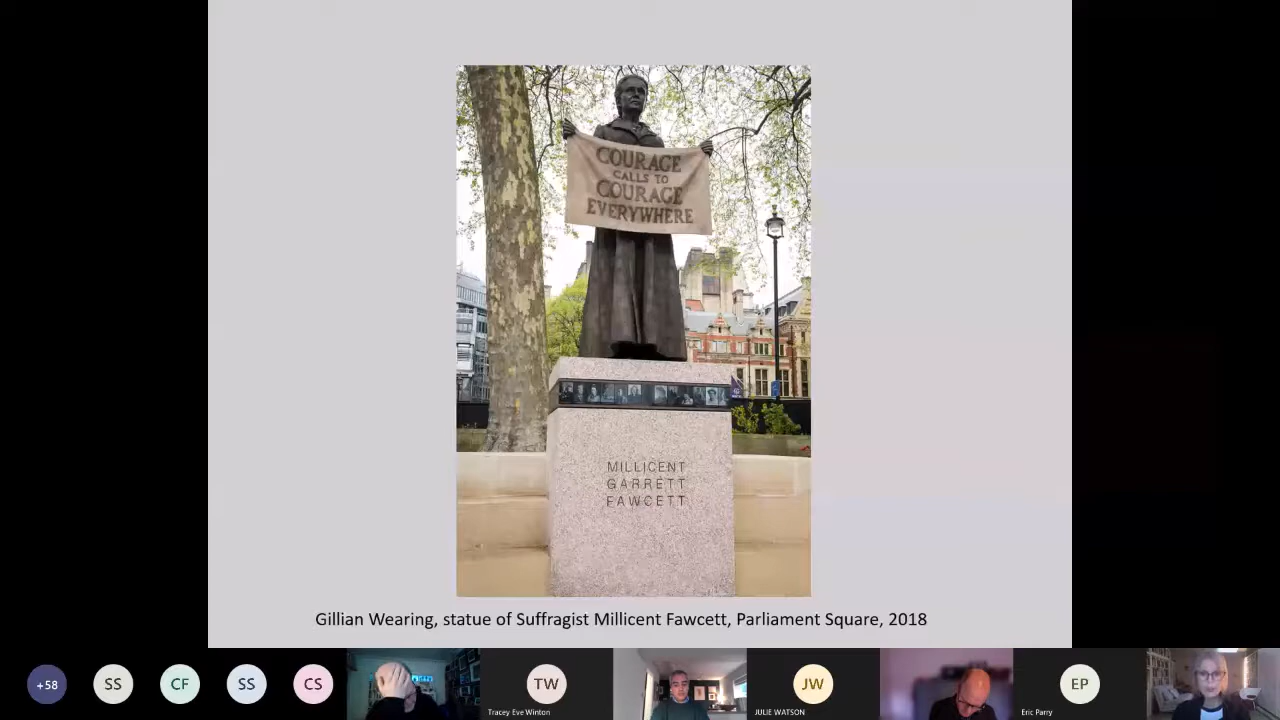 COURAGE
CALLS TO
COURAGE
EVERYWHERE
MILLICENT
GARRETT
FAWCETT
Gillian Wearing, statue of Suffragist Millicent Fawcett, Parliament Square, 2018
+58
SS
CF
SS
CS
TW
Tracey Eve Winton
JW
JULIE WATSON
EP
Eric Parry